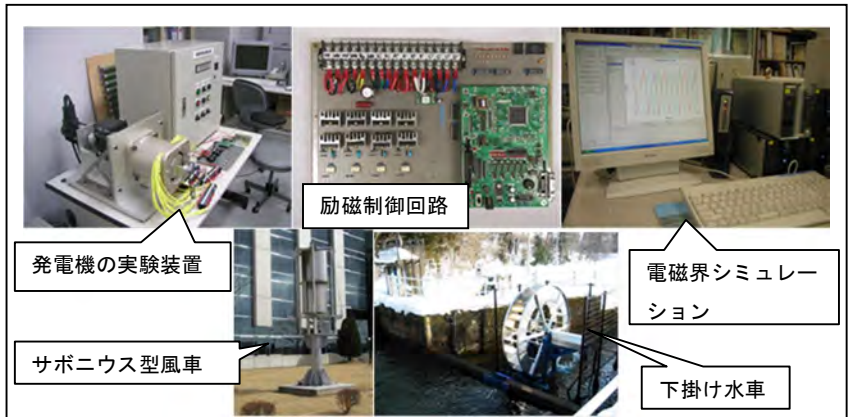 励磁制御回路
発電機の実験装置
電磁界シミュレー
ション
サボニウス型風車
下掛け水車